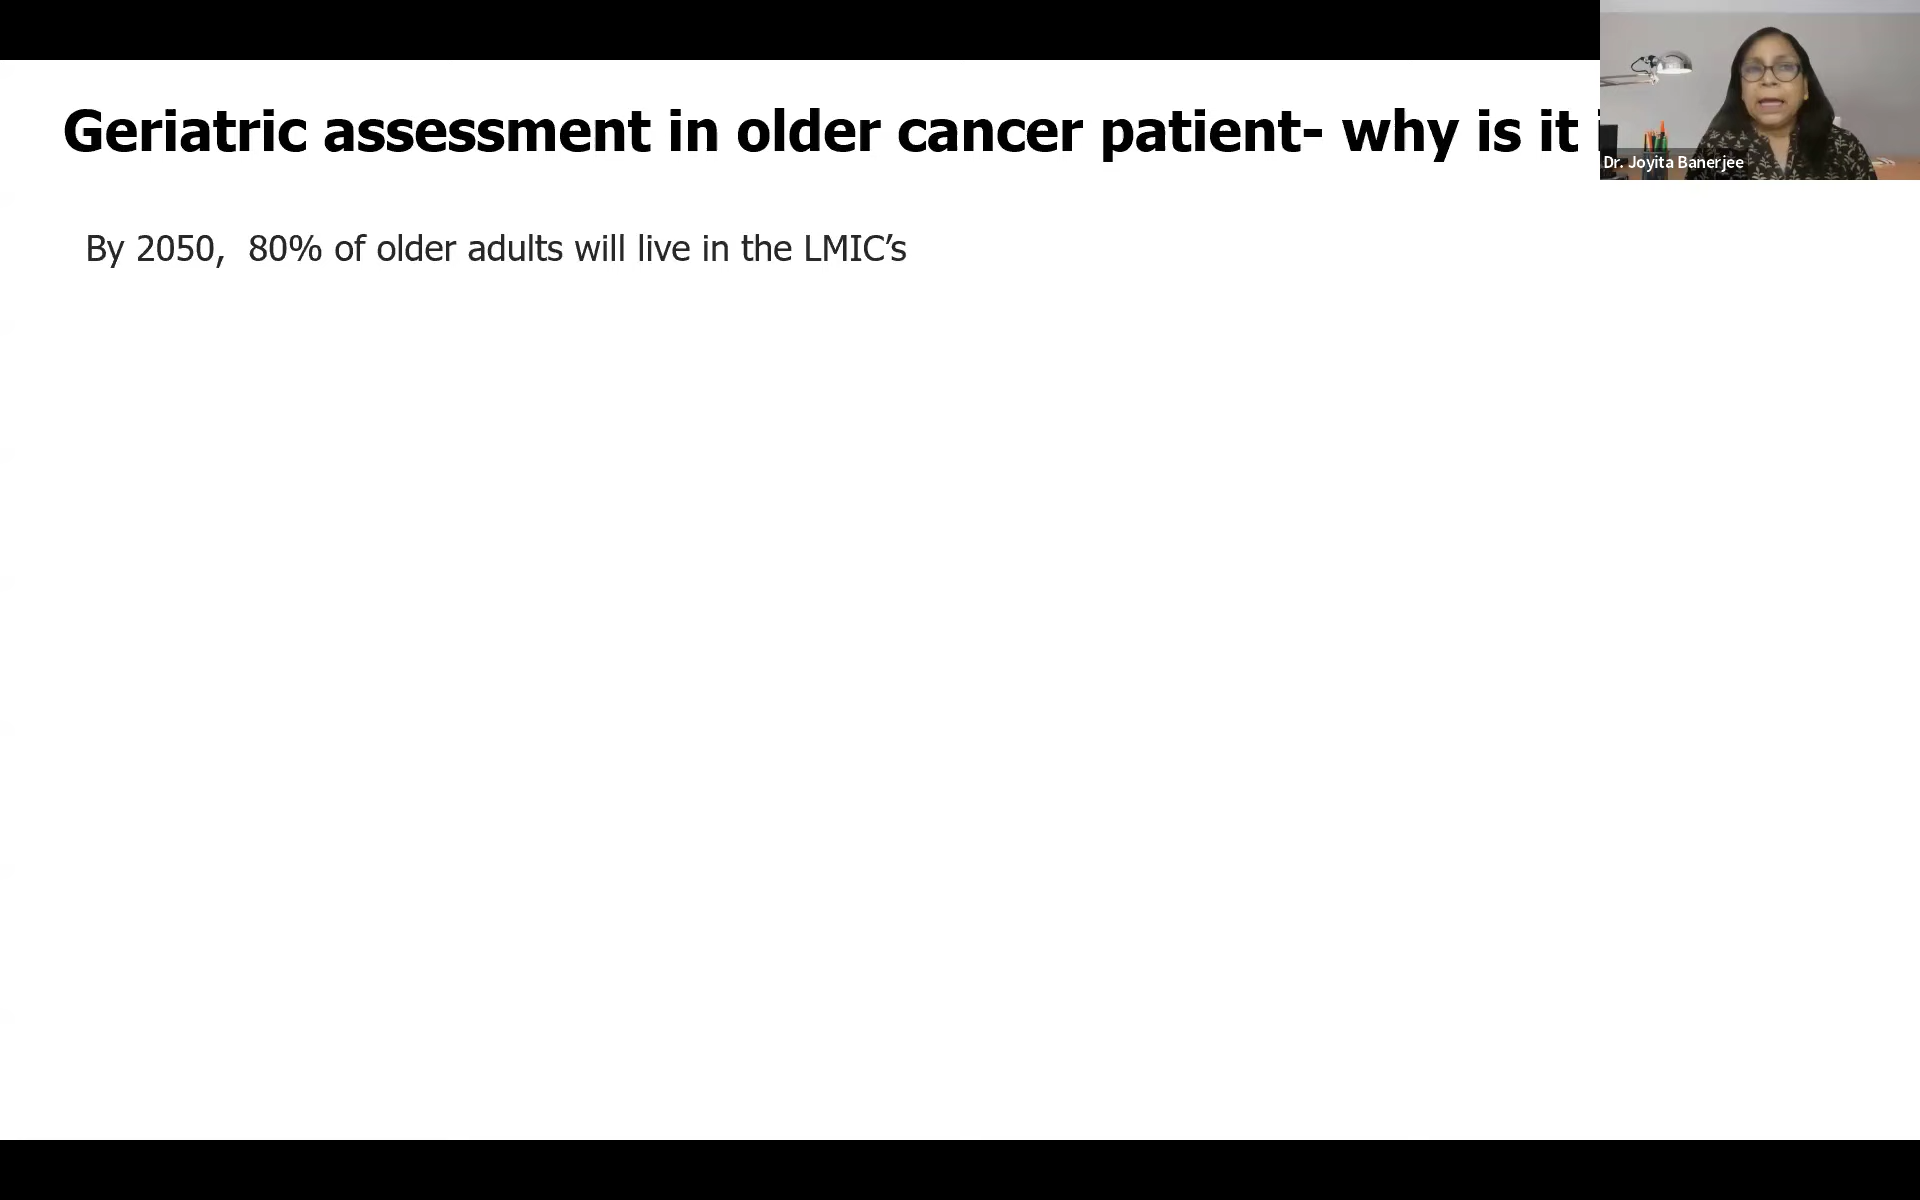 Geriatric assessment in older cancer patient- why is it
Dr. Joyita Banerjee
By 2050,  80% of older adults will live in the LMIC’s